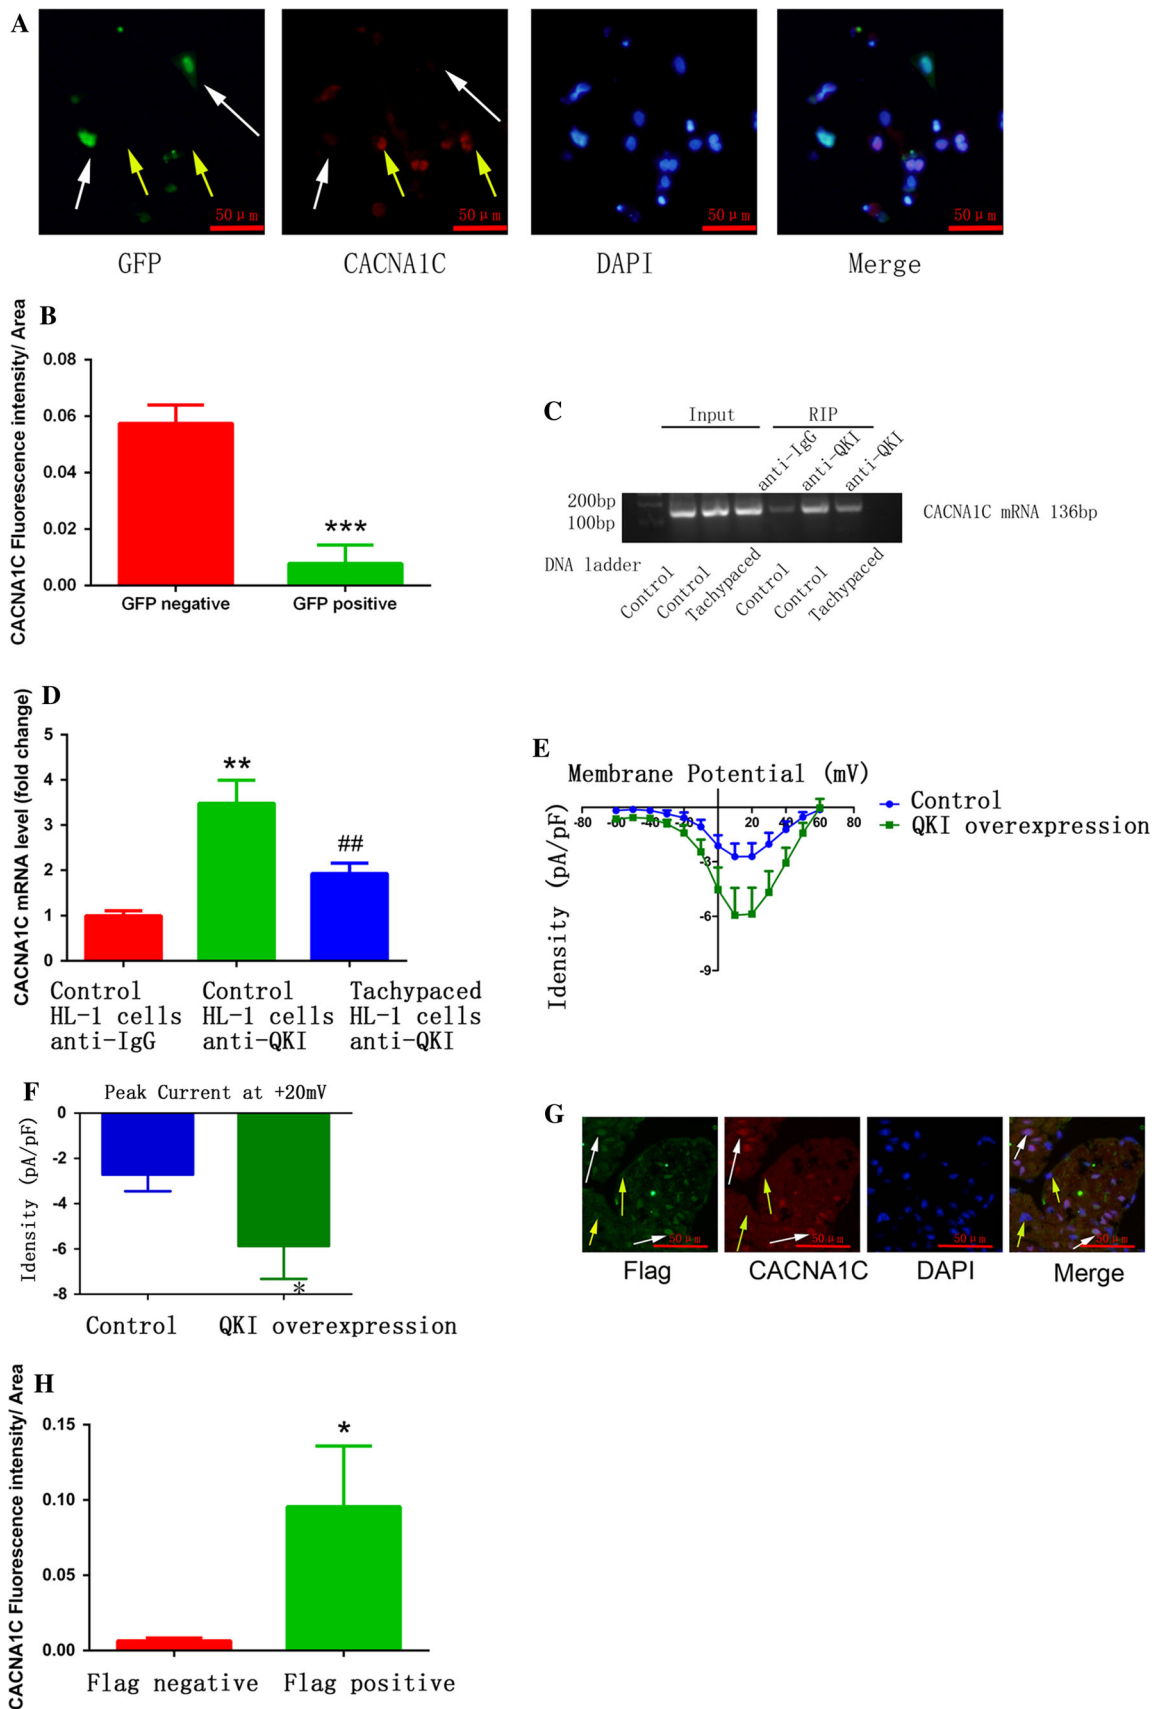 A
50 μm
50 μm
50 μm
50 μm
GFP
CACNA1C
DAPI
Merge
B
CACNA1C Fluorescence intensity/ Area
0.08
0.06
0.04
0.02
0.00
***
GFP negative
GFP positive
C
Input
RIP
anti-IgG
anti-QKI
anti-QKI
200bp
100bp
CACNA1C mRNA 136bp
DNA ladder
Control
Control
Tachypaced
Control
Control
Tachypaced
D
CACNA1C mRNA level (fold change)
5
4
3
2
1
0
**
##
Control HL-1 cells anti-IgG
Control HL-1 cells anti-QKI
Tachypaced HL-1 cells anti-QKI
E
Membrane Potential (mV)
Idensity (pA/pF)
-80 -60 -40 -20 20 40 60 80
-3
-6
-9
Control
QKI overexpression
F
Peak Current at +20mV
Idensity (pA/pF)
0
-2
-4
-6
-8
*
Control
QKI overexpression
G
50 μm
50 μm
50 μm
50 μm
Flag
CACNA1C
DAPI
Merge
H
CACNA1C Fluorescence intensity/ Area
0.15
0.10
0.05
0.00
*
Flag negative
Flag positive